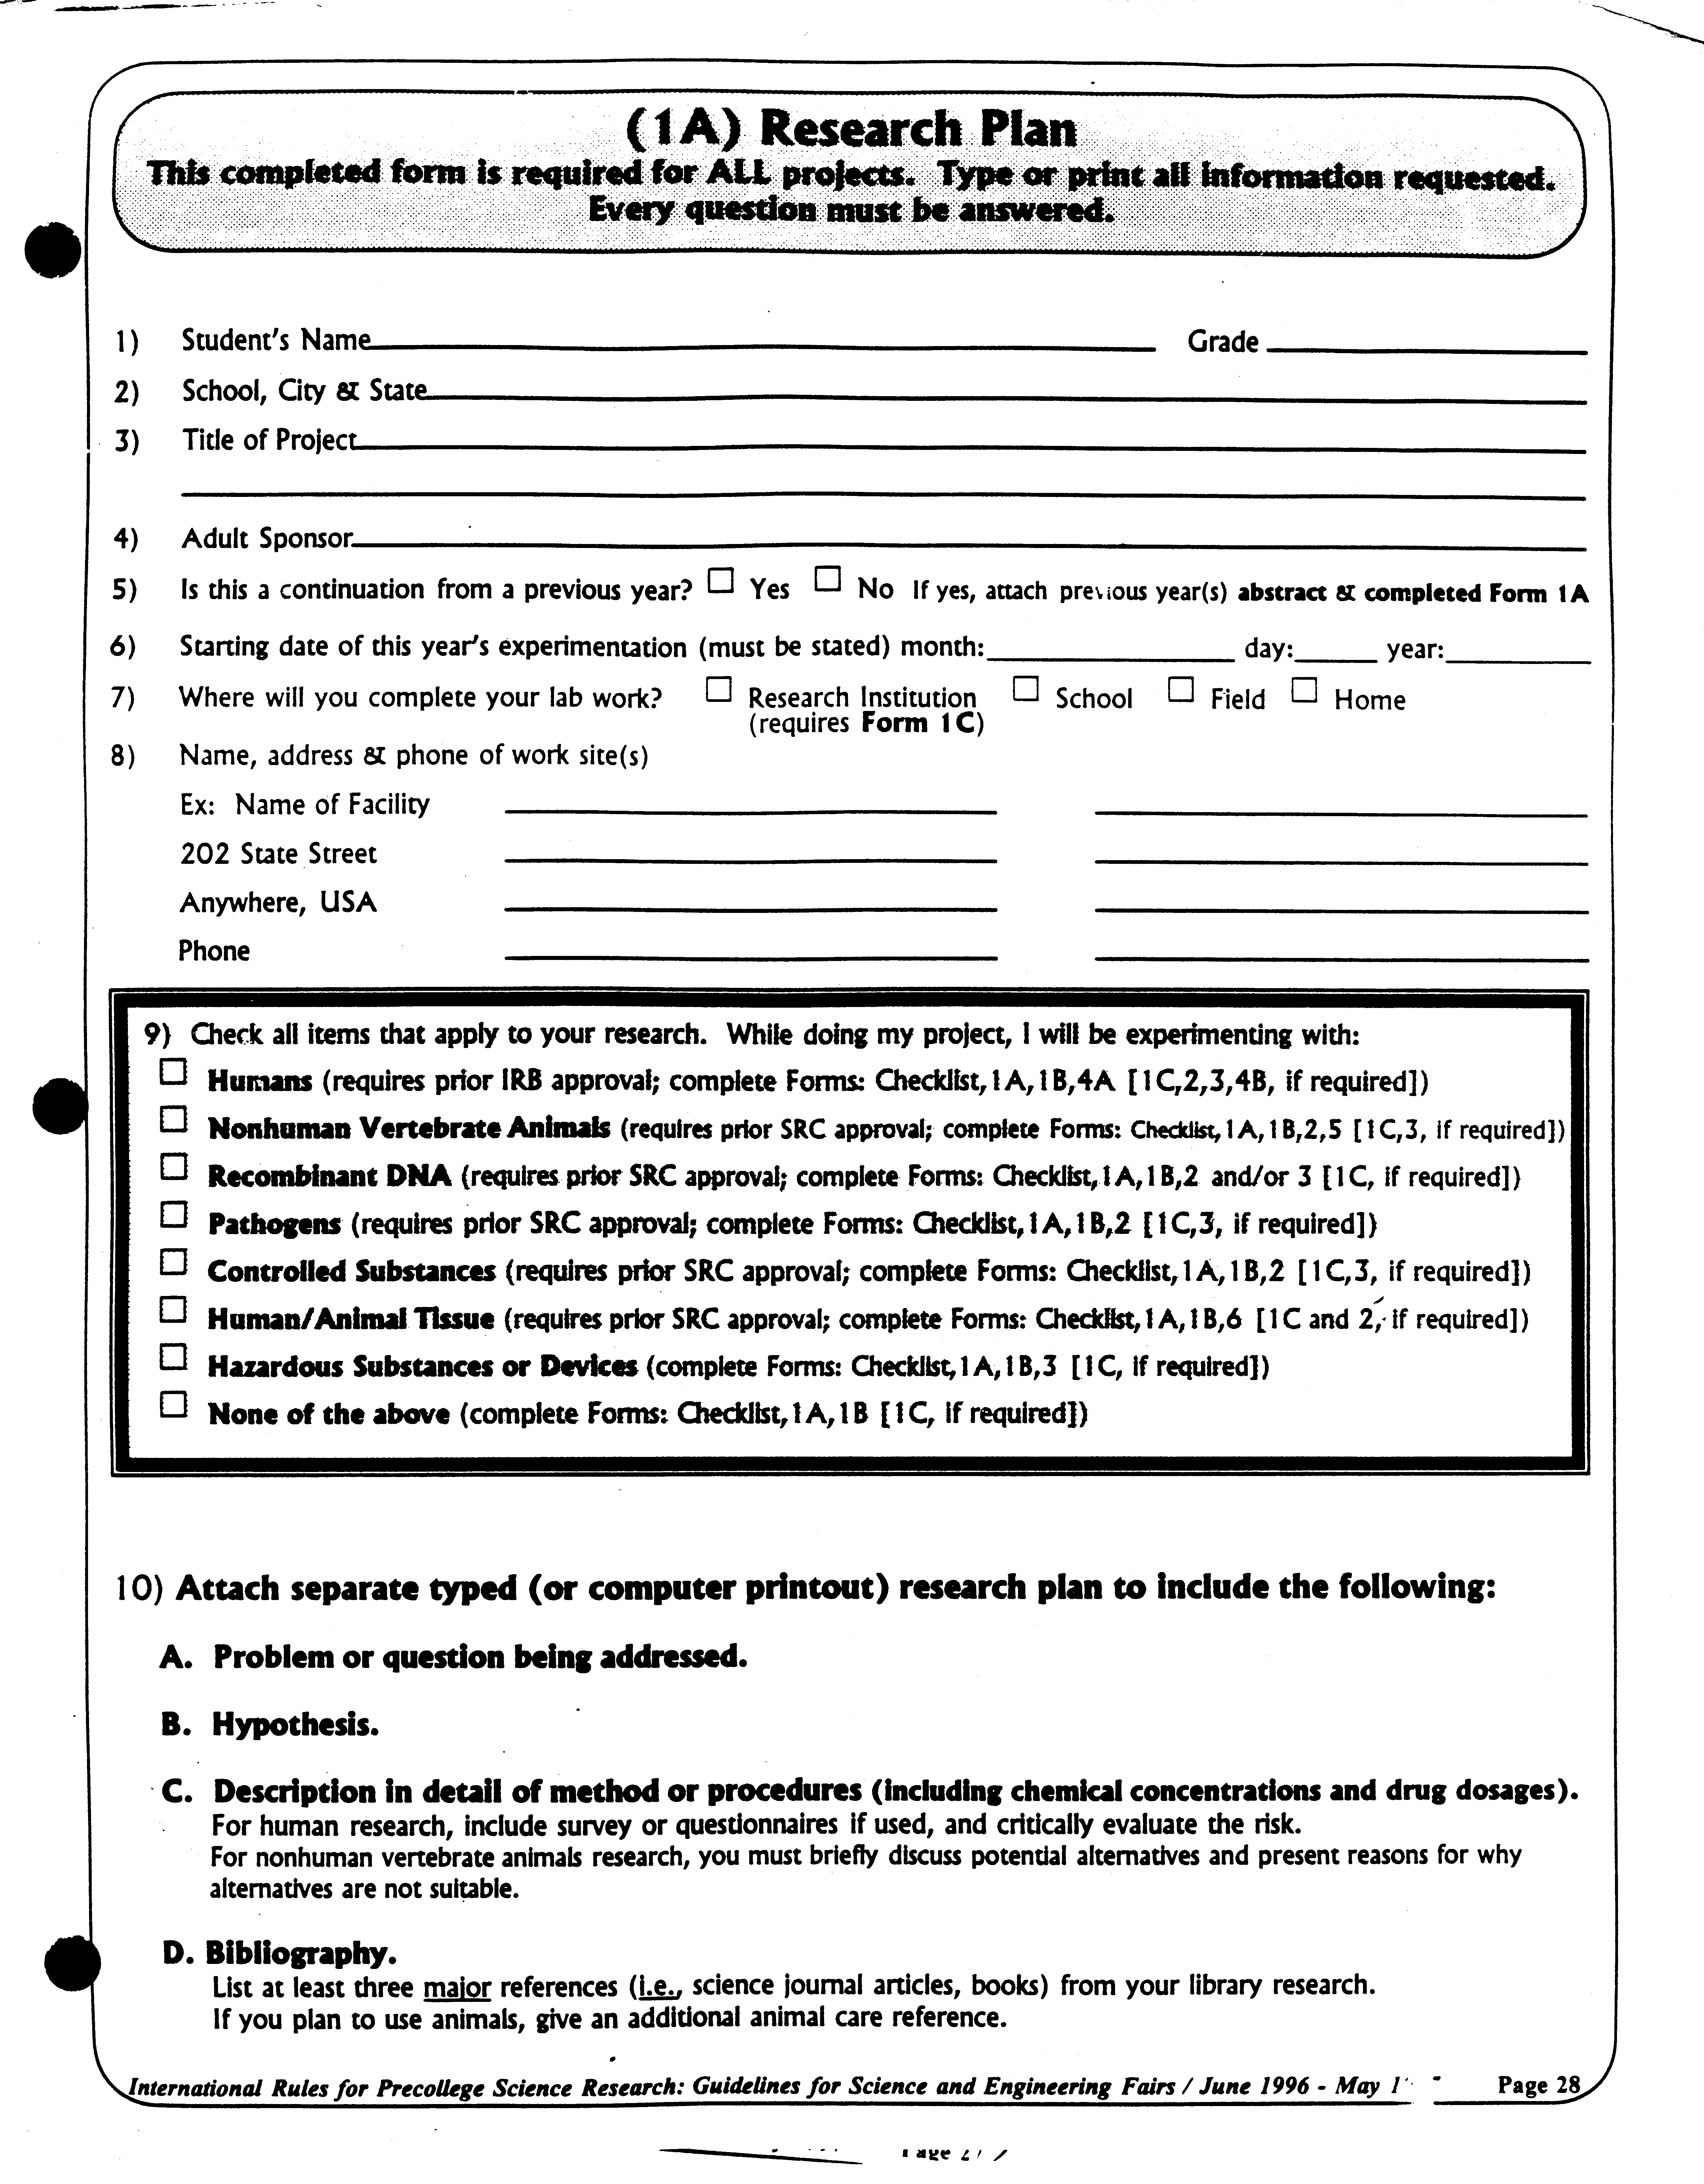 (1A) Research Plan
This completed form is required for ALL projects. Type or print all information requested.
Every question must be answered.
1) Student's Name Grade
2) School, City & State
3) Title of Project
4) Adult Sponsor
5) Is this a continuation from a previous year? Yes No If yes, attach previous year(s) abstract & completed Form 1A
6) Starting date of this year's experimentation (must be stated) month: day: year:
7) Where will you complete your lab work? Research Institution School Field Home
(requires Form 1C)
8) Name, address & phone of work site(s)
Ex: Name of Facility
202 State Street
Anywhere, USA
Phone
9) Check all items that apply to your research. While doing my project, I will be experimenting with:
Humans (requires prior IRB approval; complete Forms: Checklist,1A,1B,4A [1C,2,3,4B, if required])
Nonhuman Vertebrate Animals (requires prior SRC approval; complete Forms: Checklist,1A,1B,2,5 [1C,3, if required])
Recombinant DNA (requires prior SRC approval; complete Forms: Checklist,1A,1B,2 and/or 3 [1C, if required])
Pathogens (requires prior SRC approval; complete Forms: Checklist,1A,1B,2 [1C,3, if required])
Controlled Substances (requires prior SRC approval; complete Forms: Checklist,1A,1B,2 [1C,3, if required])
Human/Animal Tissue (requires prior SRC approval; complete Forms: Checklist,1A,1B,6 [1C and 2, if required])
Hazardous Substances or Devices (complete Forms: Checklist,1A,1B,3 [1C, if required])
None of the above (complete Forms: Checklist,1A,1B [1C, if required])
10) Attach separate typed (or computer printout) research plan to include the following:
A. Problem or question being addressed.
B. Hypothesis.
C. Description in detail of method or procedures (including chemical concentrations and drug dosages).
For human research, include survey or questionnaires if used, and critically evaluate the risk.
For nonhuman vertebrate animals research, you must briefly discuss potential alternatives and present reasons for why
alternatives are not suitable.
D. Bibliography.
List at least three major references (i.e., science journal articles, books) from your library research.
If you plan to use animals, give an additional animal care reference.
International Rules for Precollege Science Research: Guidelines for Science and Engineering Fairs / June 1996 - May Page 28